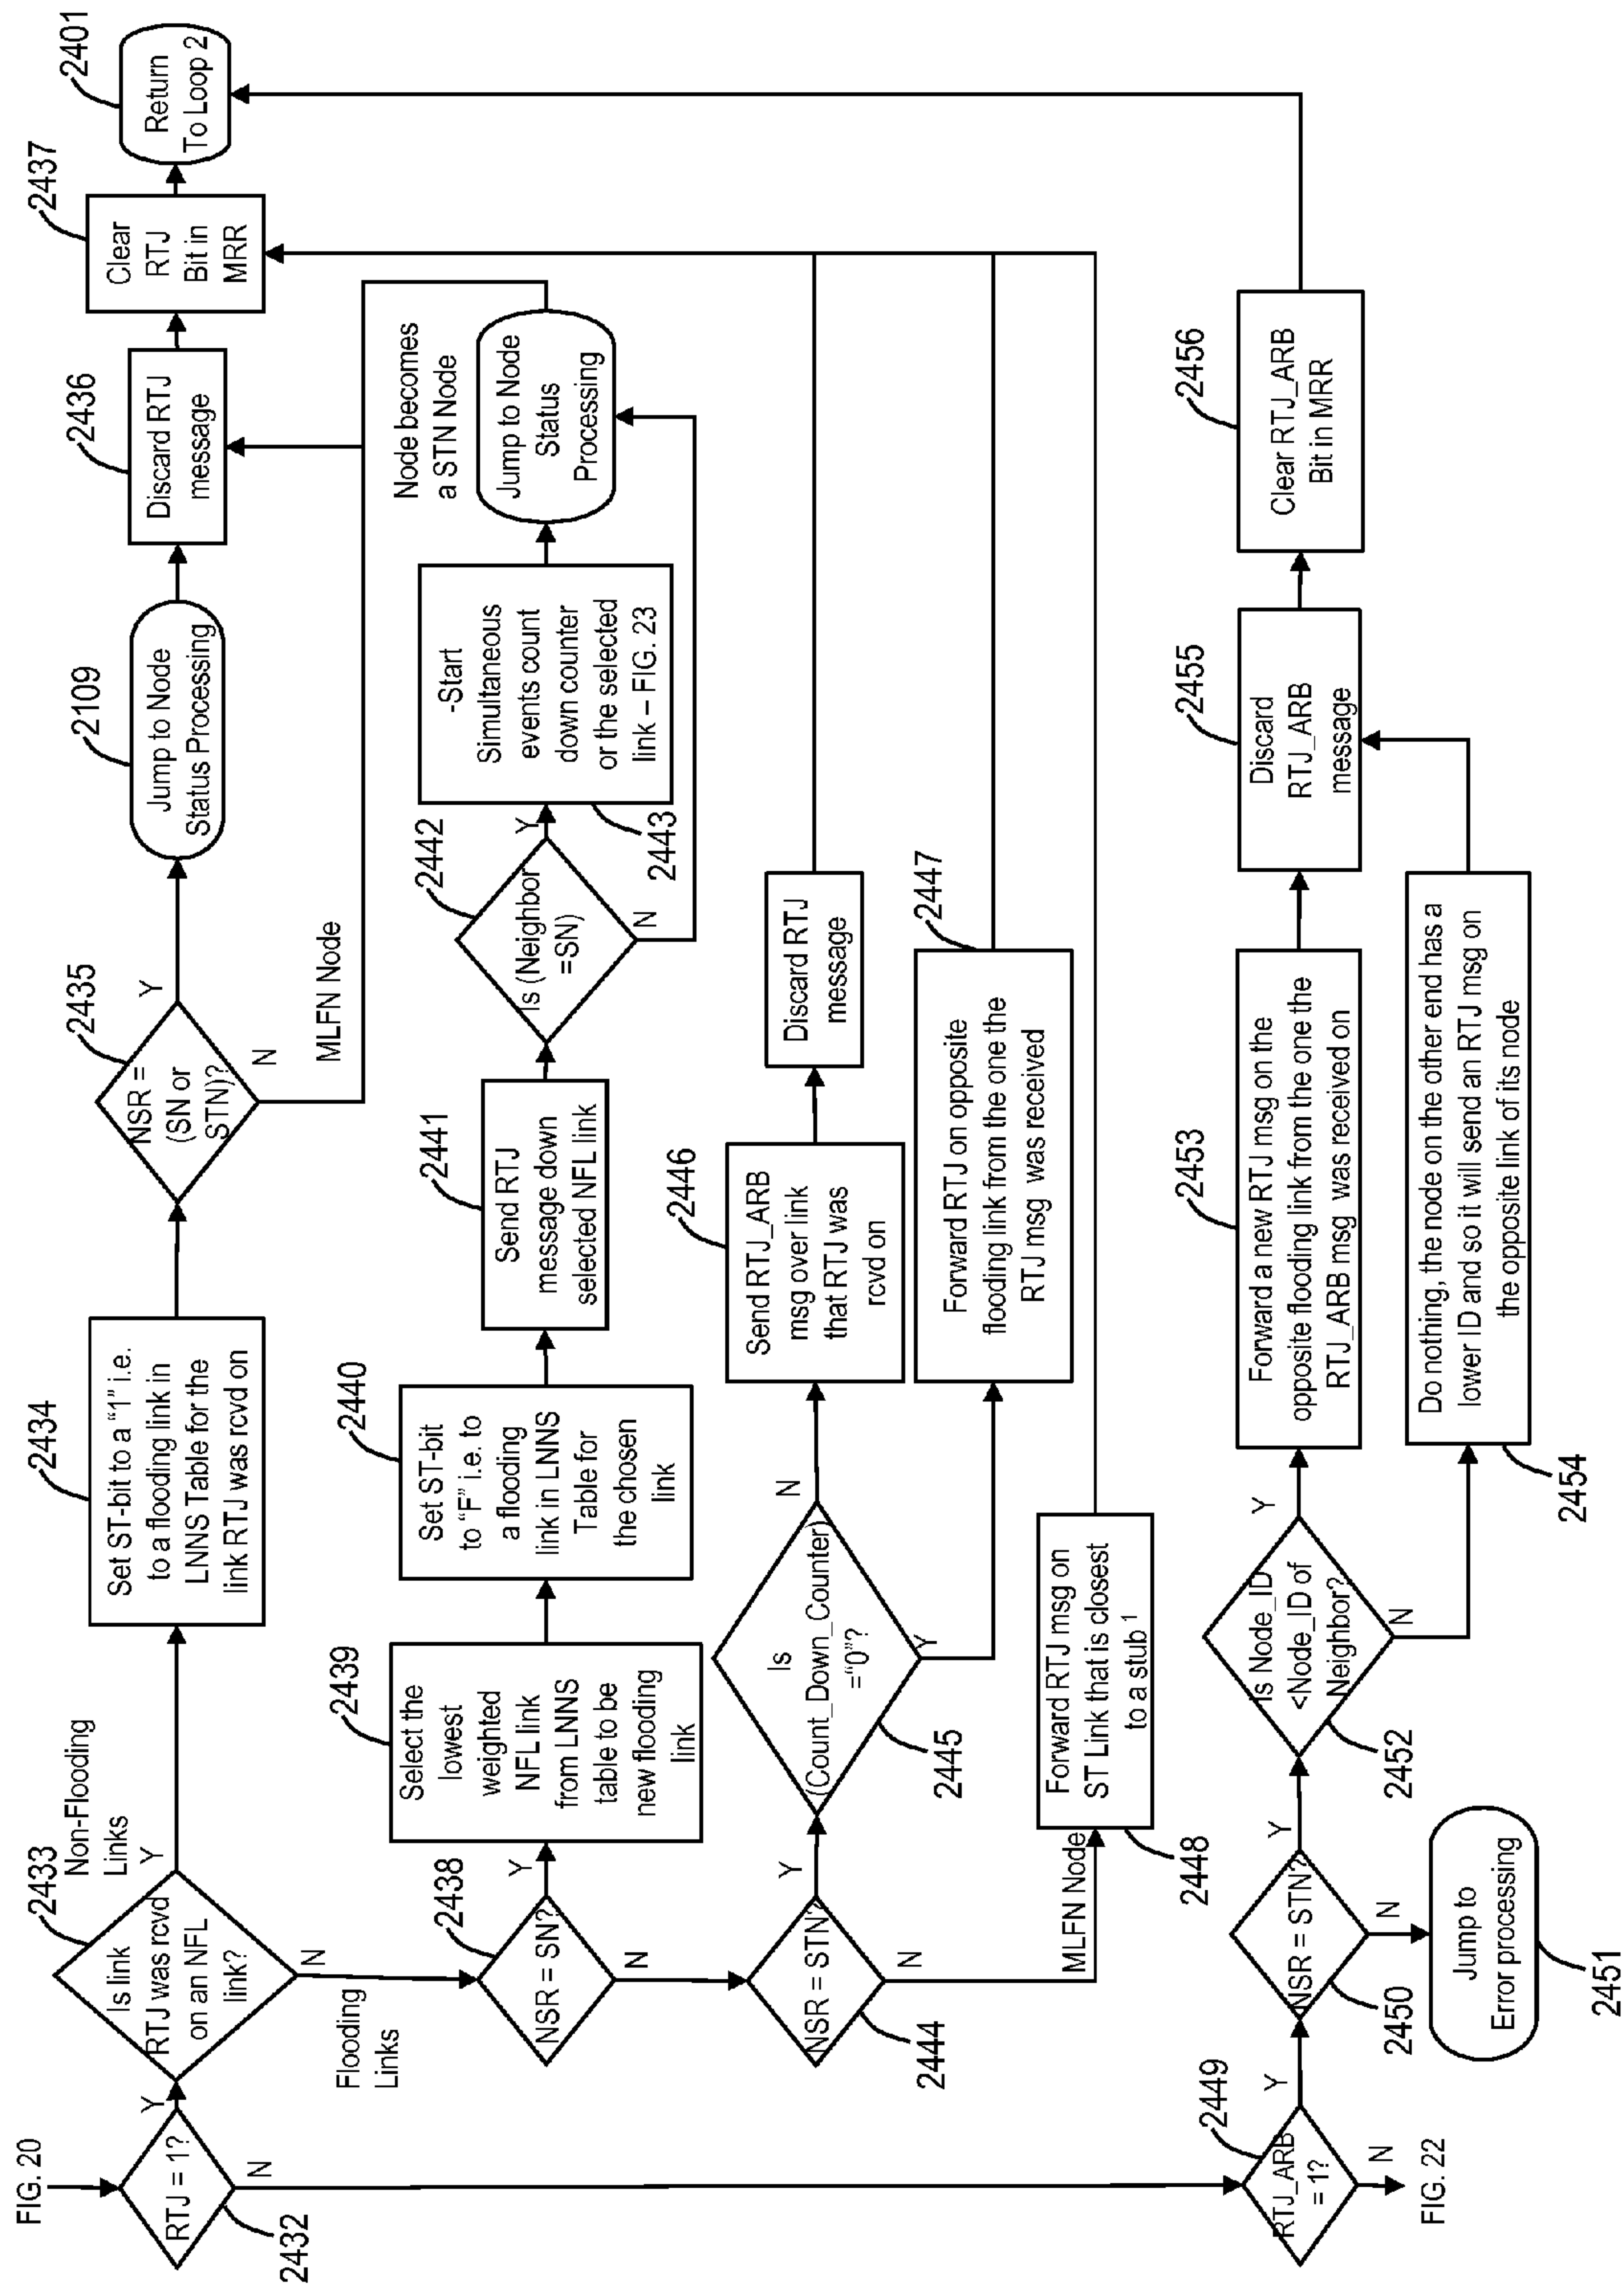 FIG. 20
RTJ = 1?
2432
Y
N
2433
Is link
RTJ was rcvd
on an NFL
link?
Non-Flooding
Links
Y
N
Flooding
Links
2434
Set ST-bit to a “1” i.e.
to a flooding link in
LNNS Table for the
link RTJ was rcvd on
2435
NSR =
(SN or
STN)?
Y
N
MLFN Node
2109
Jump to Node
Status Processing
2436
Discard RTJ
message
2437
Clear
RTJ
Bit in
MRR
2401
Return
To Loop 2
2438
NSR = SN?
Y
N
2439
Select the
lowest
weighted
NFL link
from LNNS
table to be
new flooding
link
2440
Set ST-bit
to “F” i.e. to
a flooding
link in LNNS
Table for
the chosen
link
2441
Send RTJ
message down
selected NFL link
2442
Is (Neighbor
=SN)
Y
N
2443
-Start
Simultaneous
events count
down counter
or the selected
link – FIG. 23
Node becomes
a STN Node
Jump to Node
Status
Processing
2444
NSR = STN?
Y
N
MLFN Node
2445
Is
(Count_Down_Counter)
=“0”?
N
Y
2446
Send RTJ_ARB
msg over link
that RTJ was
rcvd on
Discard RTJ
message
2447
Forward RTJ on opposite
flooding link from the one the
RTJ msg was received
2448
Forward RTJ msg on
ST Link that is closest
to a stub 1
2449
RTJ_ARB
= 1?
Y
N
FIG. 22
2450
NSR = STN?
Y
N
2451
Jump to
Error processing
2452
Is Node_ID
<Node_ID of
Neighbor?
Y
N
2453
Forward a new RTJ msg on the
opposite flooding link from the one the
RTJ_ARB msg was received on
2454
Do nothing, the node on the other end has a
lower ID and so it will send an RTJ msg on
the opposite link of its node
2455
Discard
RTJ_ARB
message
2456
Clear RTJ_ARB
Bit in MRR